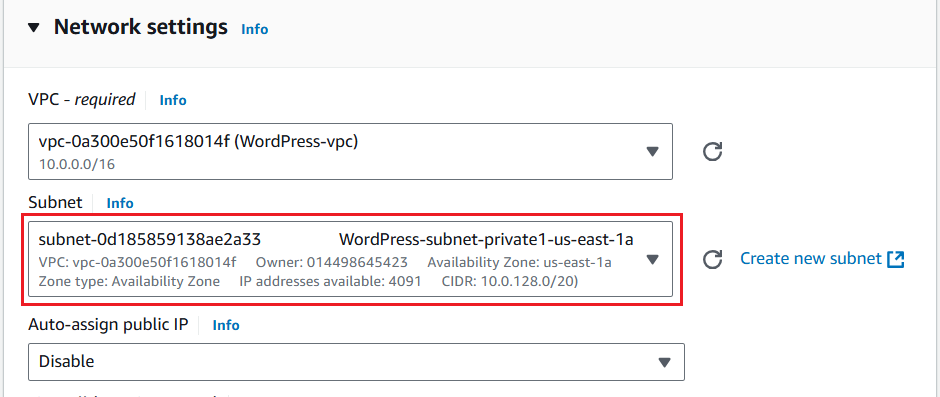 Network settings Info
VPC - required Info
vpc-0a300e50f1618014f (WordPress-vpc)
10.0.0.0/16
Subnet Info
subnet-0d185859138ae2a33 WordPress-subnet-private1-us-east-1a
VPC: vpc-0a300e50f1618014f Owner: 014498645423 Availability Zone: us-east-1a
Zone type: Availability Zone IP addresses available: 4091 CIDR: 10.0.128.0/20)
Create new subnet
Auto-assign public IP Info
Disable